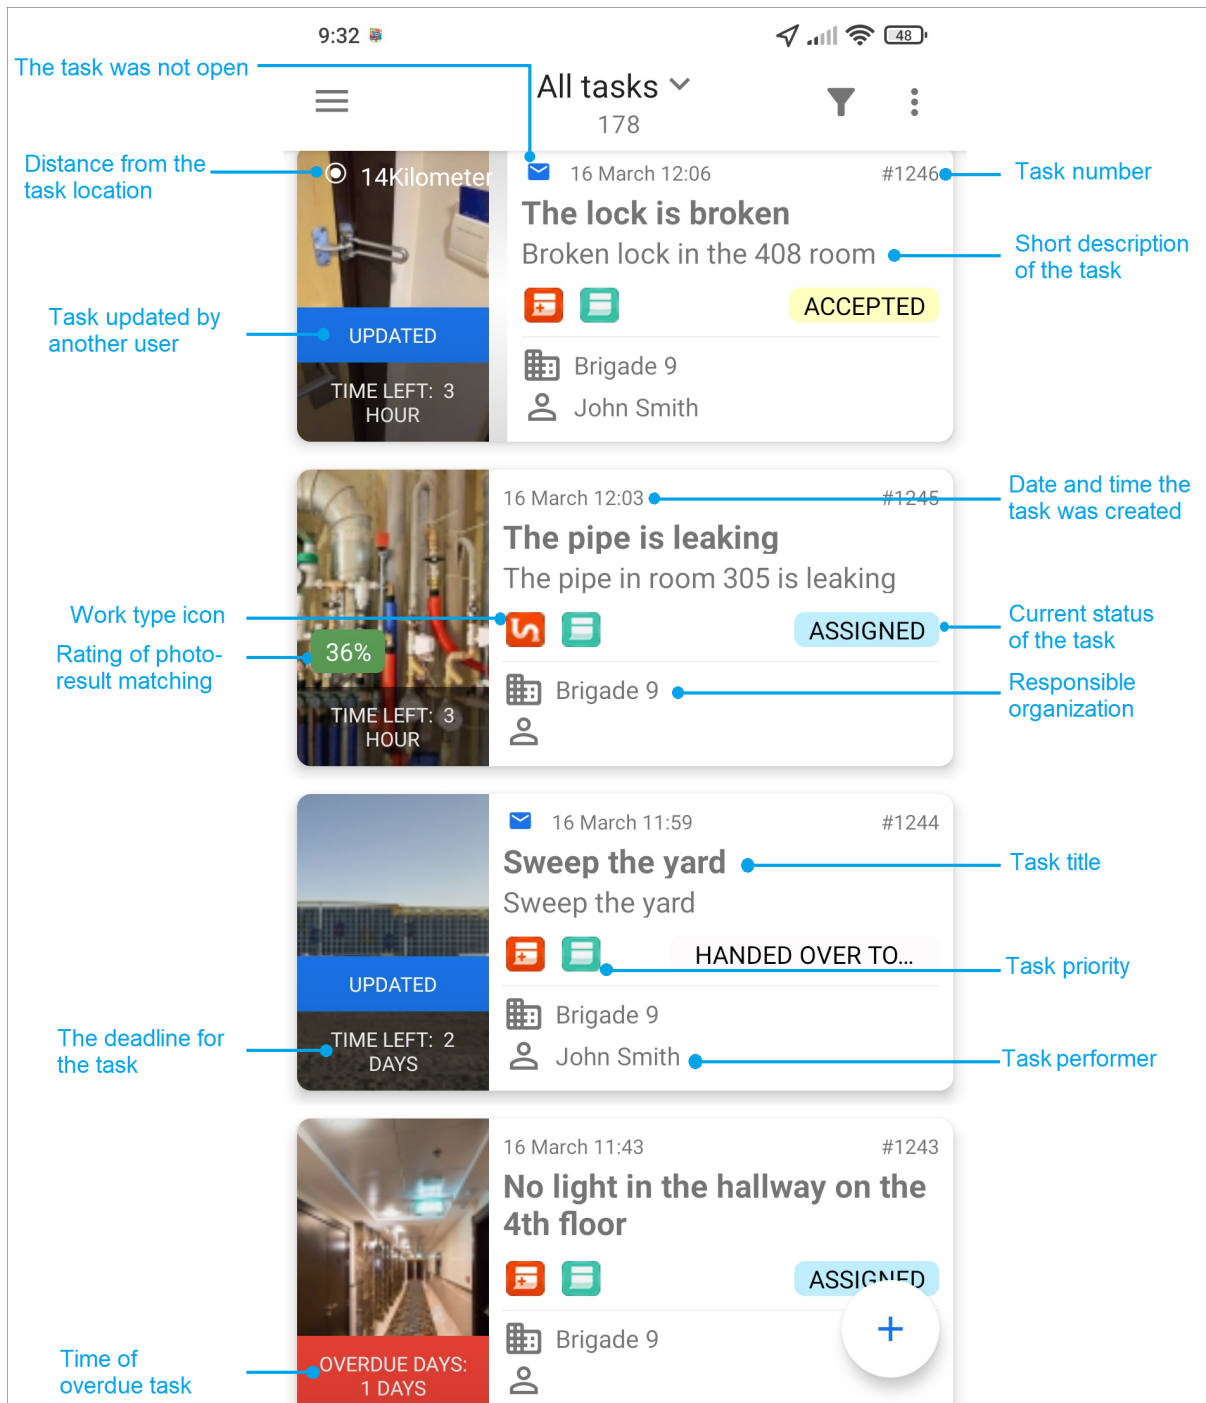 9:32
48
The task was not open
All tasks
178
Distance from the
task location
14Kilometer
16 March 12:06
#1246
Task number
The lock is broken
Broken lock in the 408 room
Short description
of the task
ACCEPTED
Task updated by
another user
UPDATED
TIME LEFT: 3
HOUR
Brigade 9
John Smith
16 March 12:03
#1245
Date and time the
task was created
The pipe is leaking
The pipe in room 305 is leaking
Work type icon
ASSIGNED
Current status
of the task
Rating of photo-
result matching
36%
Brigade 9
Responsible
organization
TIME LEFT: 3
HOUR
16 March 11:59
#1244
Sweep the yard
Task title
Sweep the yard
HANDED OVER TO...
Task priority
UPDATED
Brigade 9
The deadline for
the task
TIME LEFT: 2
DAYS
John Smith
Task performer
16 March 11:43
#1243
No light in the hallway on the
4th floor
ASSIGNED
+
Brigade 9
Time of
overdue task
OVERDUE DAYS:
1 DAYS